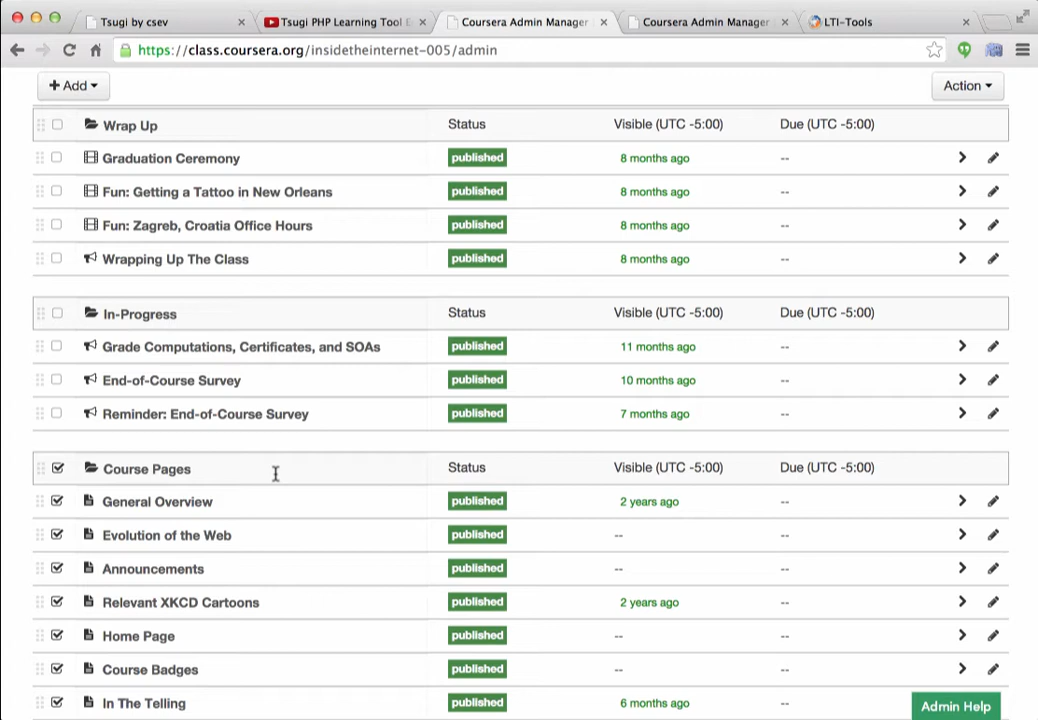 Tsugi by csev
Tsugi PHP Learning Tool E
Coursera Admin Manager
Coursera Admin Manager
LTI-Tools
https://class.coursera.org/insidetheinternet-005/admin
+ Add
Action
Wrap Up Status Visible (UTC -5:00) Due (UTC -5:00)
Graduation Ceremony published 8 months ago --
Fun: Getting a Tattoo in New Orleans published 8 months ago --
Fun: Zagreb, Croatia Office Hours published 8 months ago --
Wrapping Up The Class published 8 months ago --
In-Progress Status Visible (UTC -5:00) Due (UTC -5:00)
Grade Computations, Certificates, and SOAs published 11 months ago --
End-of-Course Survey published 10 months ago --
Reminder: End-of-Course Survey published 7 months ago --
Course Pages Status Visible (UTC -5:00) Due (UTC -5:00)
General Overview published 2 years ago --
Evolution of the Web published -- --
Announcements published -- --
Relevant XKCD Cartoons published 2 years ago --
Home Page published -- --
Course Badges published -- --
In The Telling published 6 months ago --
Admin Help